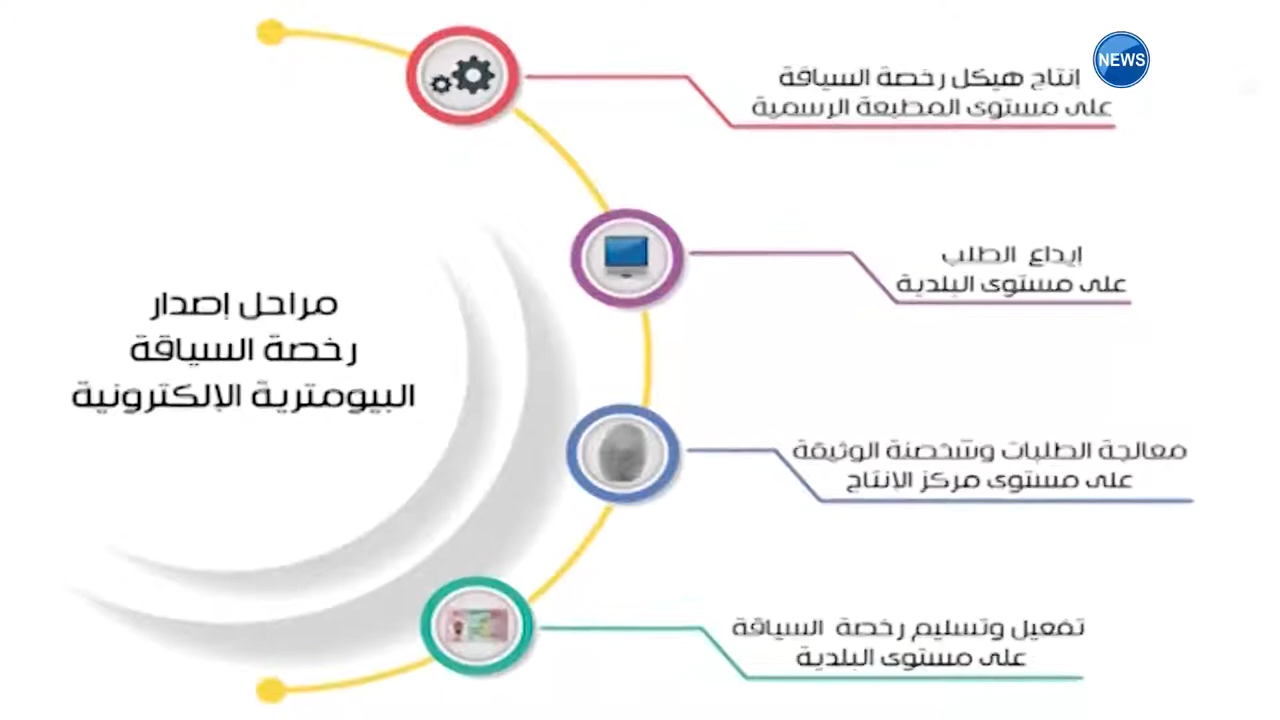 مراحل إصدار
رخصة السياقة
البيومترية الإلكترونية
إنتاج هيكل رخصة السياقة
على مستوى المطبعة الرسمية
NEWS
إيداع الطلب
على مستوى البلدية
معالجة الطلبات وشخصنة الوثيقة
على مستوى مركز الإنتاج
تفعيل وتسليم رخصة السياقة
على مستوى البلدية